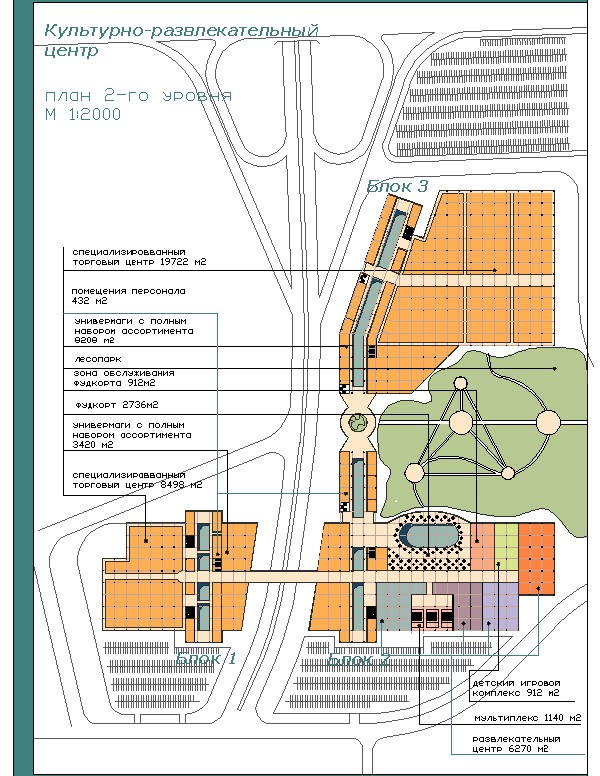 Культурно-развлекательный
центр
план 2-го уровня
М 1:2000
Блок 3
специализировванный
торговый центр 19722 м2
помещения персонала
432 м2
универмаги с полным
набором ассортимента
8208 м2
лесопарк
зона обслуживания
фудкорта 912м2
фудкорт 2736м2
универмаги с полным
набором ассортимента
3420 м2
специализиравванный
торговый центр 8498 м2
Блок 1
Блок 2
детский игровой
комплекс 912 м2
мультиплекс 1140 м2
развлекательный
центр 6270 м2